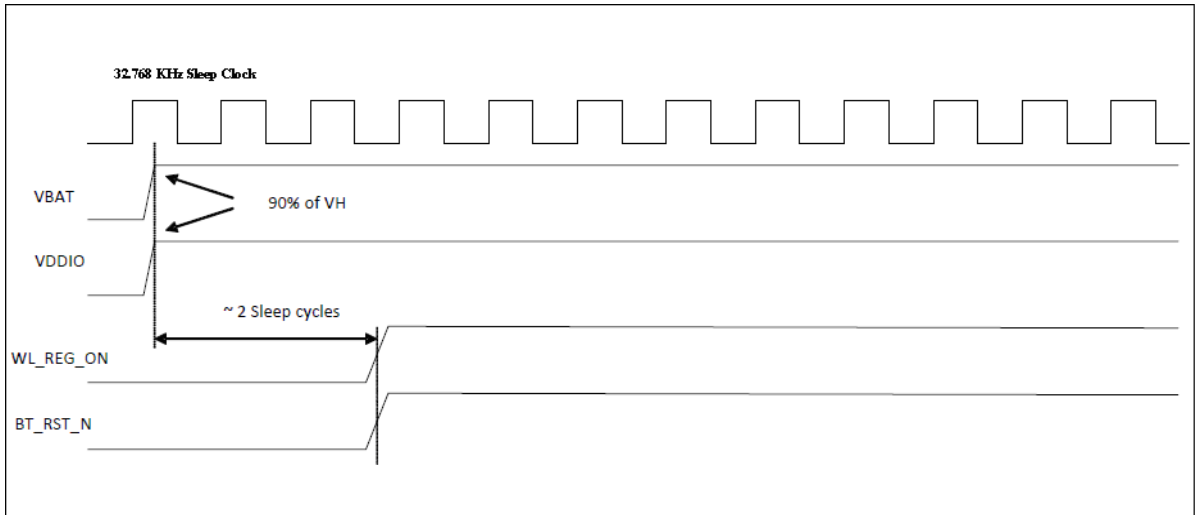 32.768 KHz Sleep Clock
VBAT
90% of VH
VDDIO
~ 2 Sleep cycles
WL_REG_ON
BT_RST_N